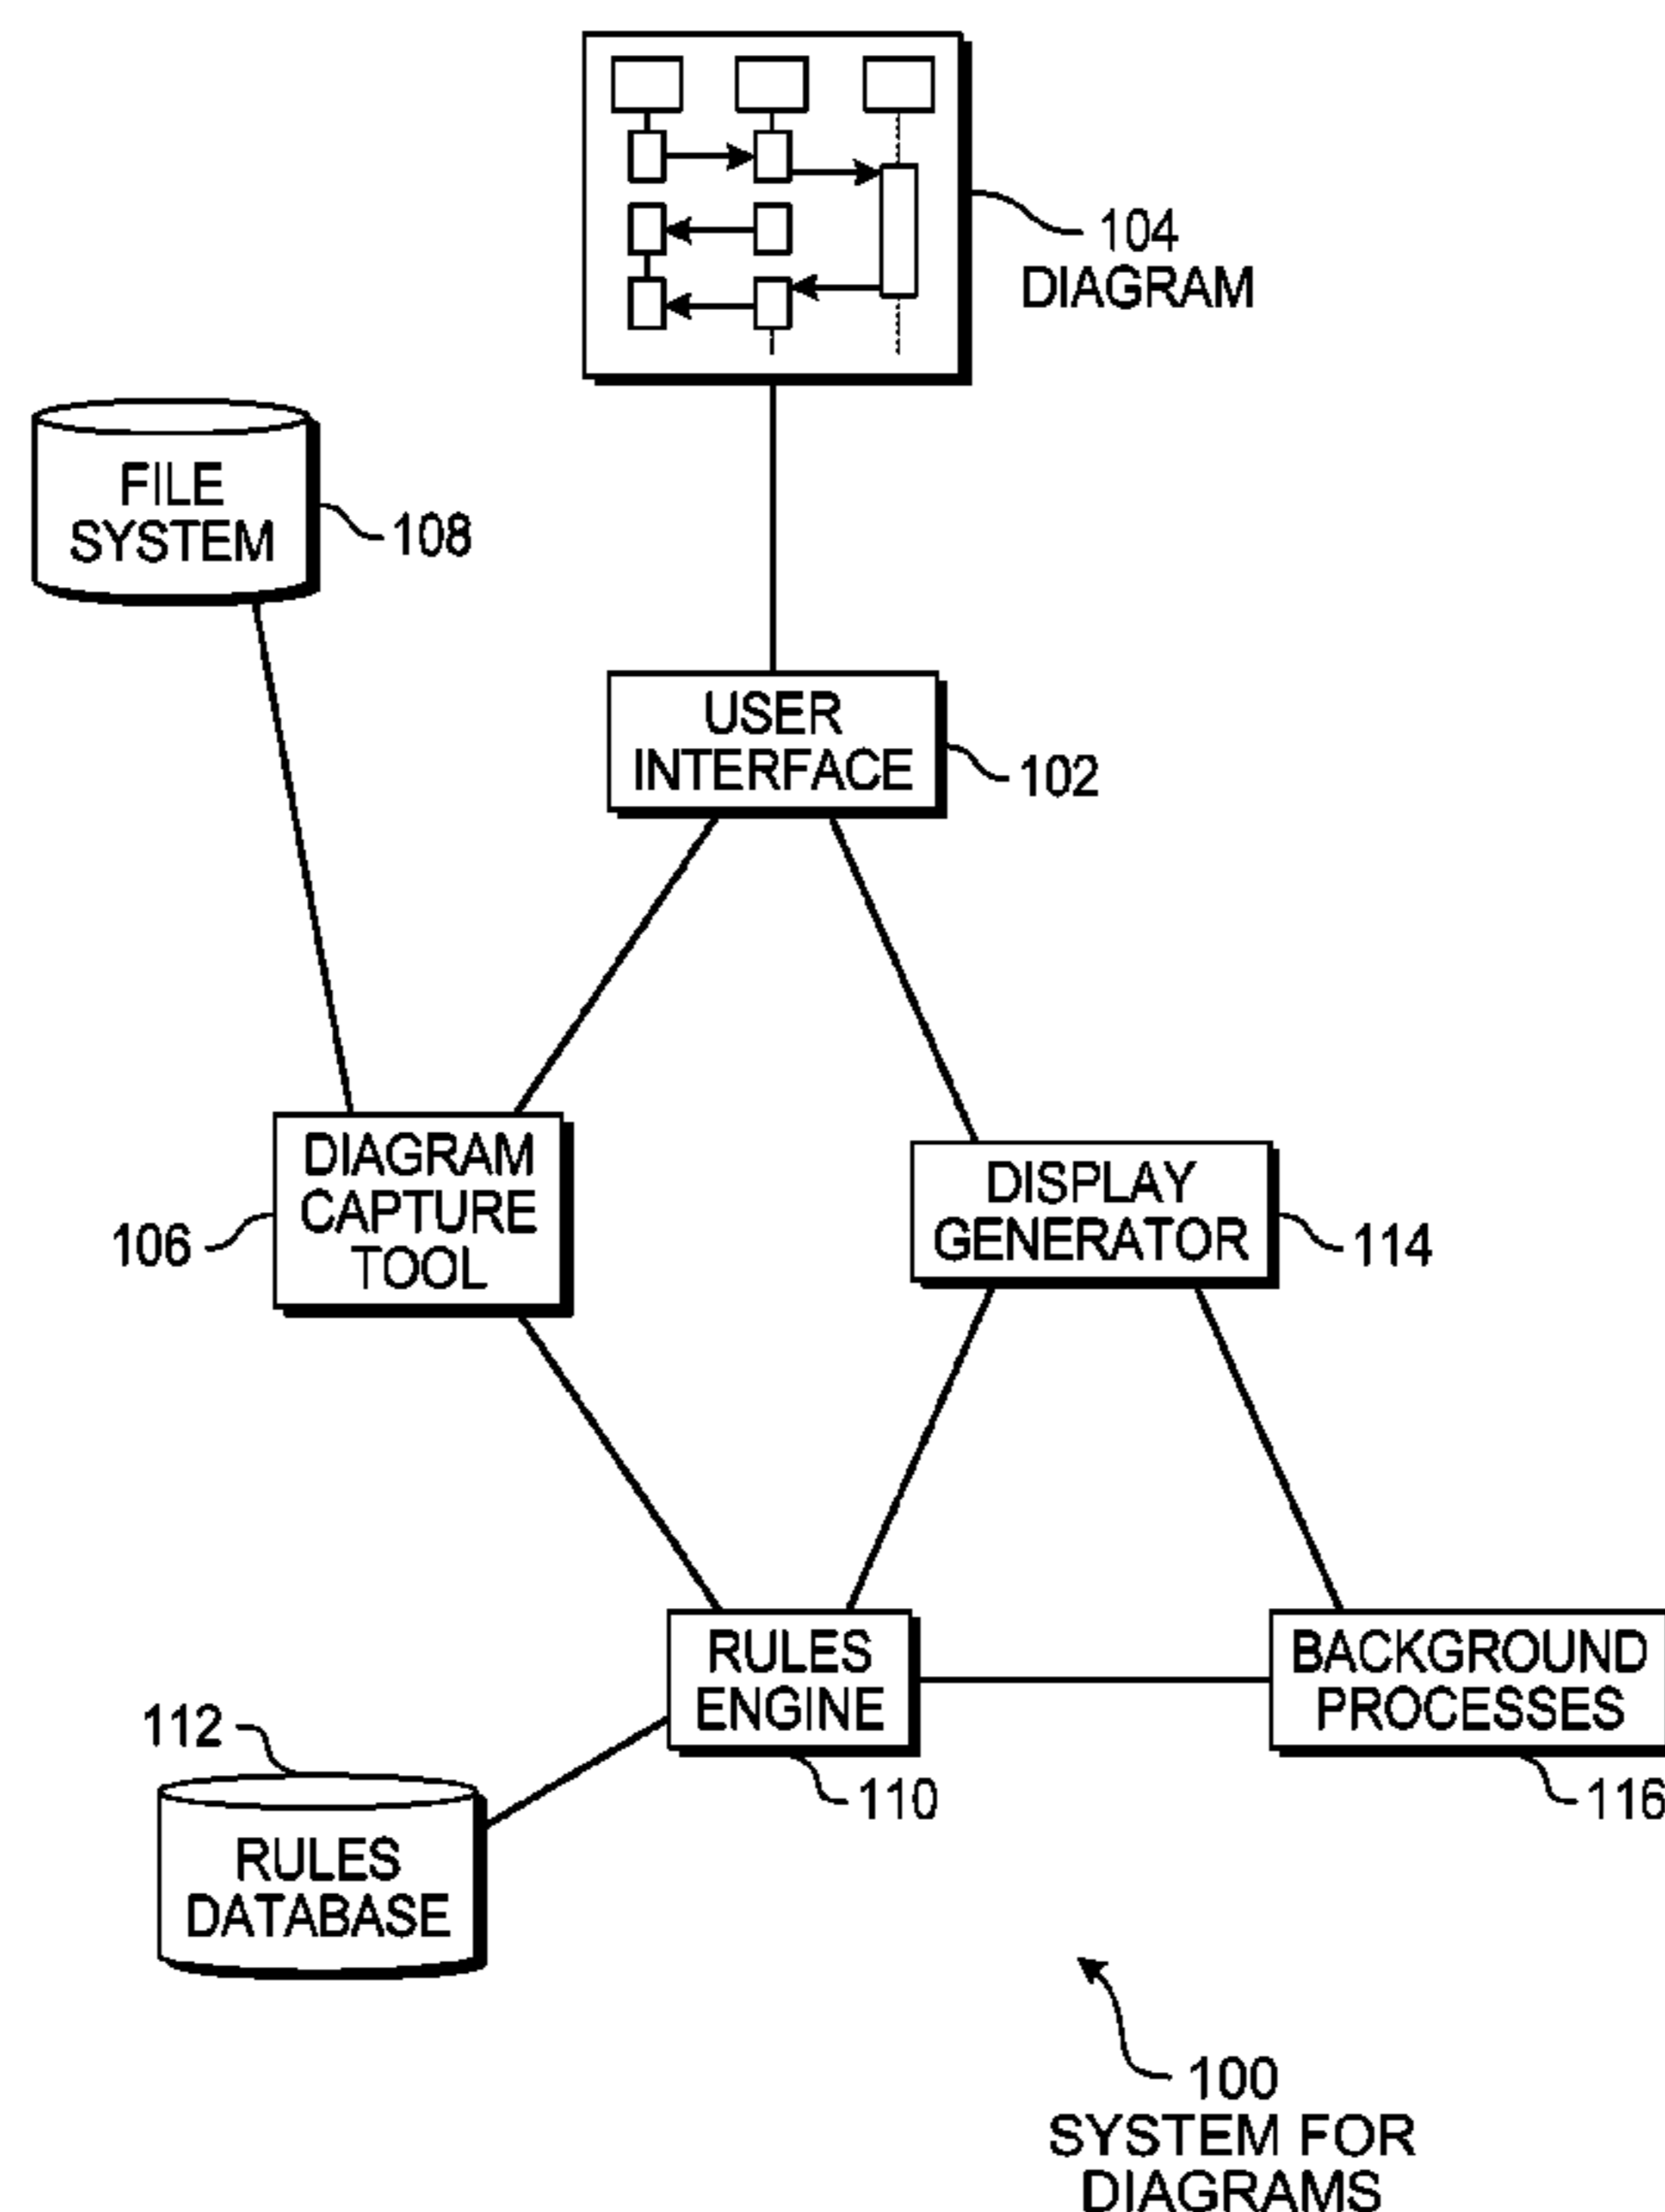 104
DIAGRAM
FILE
SYSTEM
108
USER
INTERFACE
102
DIAGRAM
CAPTURE
TOOL
106
DISPLAY
GENERATOR
114
RULES
ENGINE
110
BACKGROUND
PROCESSES
116
112
RULES
DATABASE
100
SYSTEM FOR
DIAGRAMS